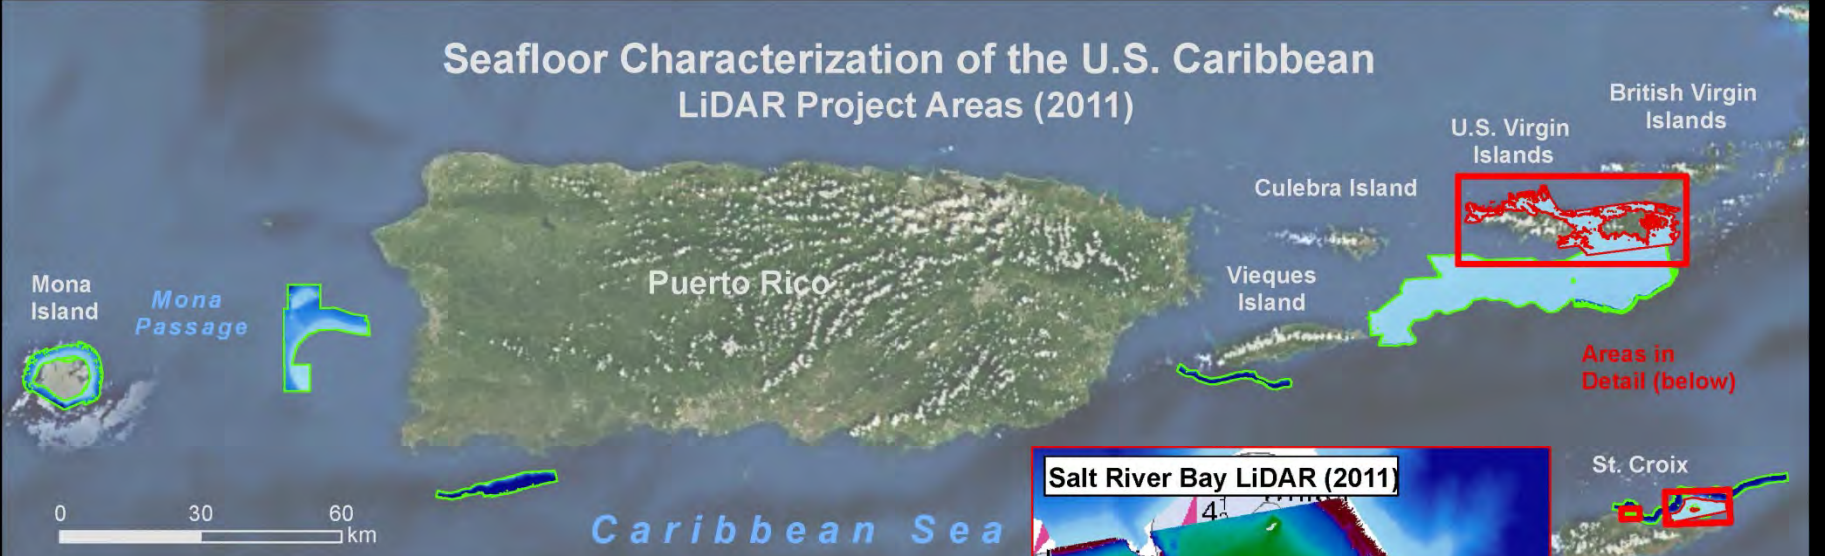 Seafloor Characterization of the U.S. Caribbean
LiDAR Project Areas (2011)
British Virgin
Islands
U.S. Virgin
Islands
Culebra Island
Vieques
Island
Puerto Rico
Mona
Island
Mona
Passage
Areas in
Detail (below)
St. Croix
Salt River Bay LiDAR (2011)
4
0 30 60
km
Caribbean Sea